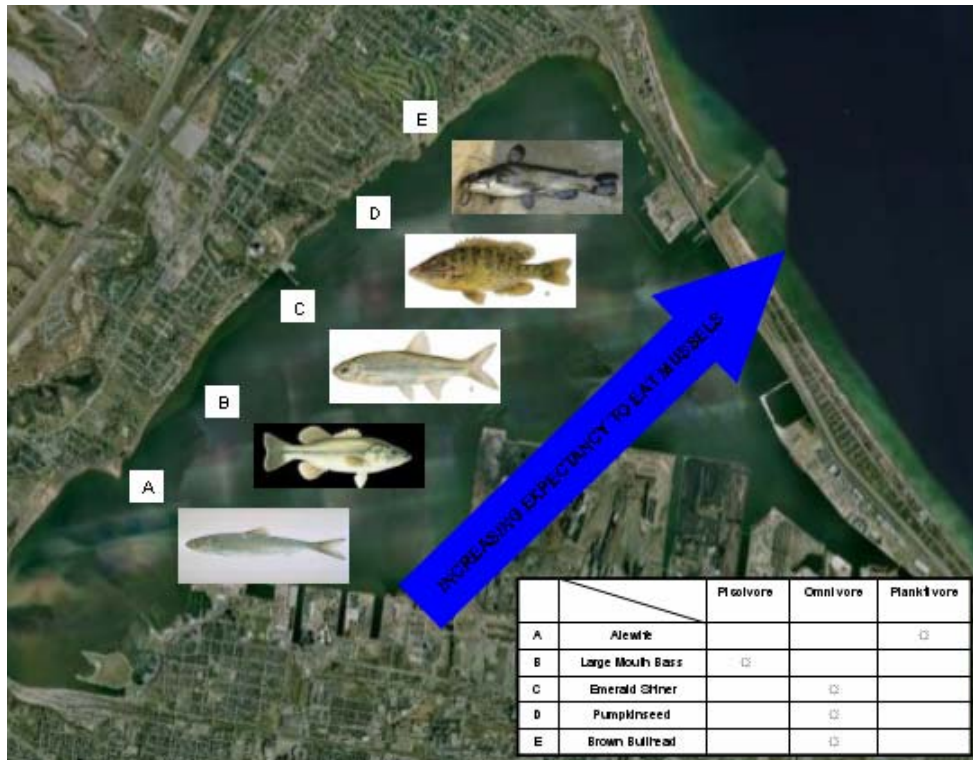 E
D
C
B
A
INCREASING EXPECTANCY TO EAT MUSSELS
Piscivore Omnivore Planktivore
A Alewife ¤
B Large Mouth Bass ¤
C Emerald Shiner ¤
D Pumpkinseed ¤
E Brown Bullhead ¤